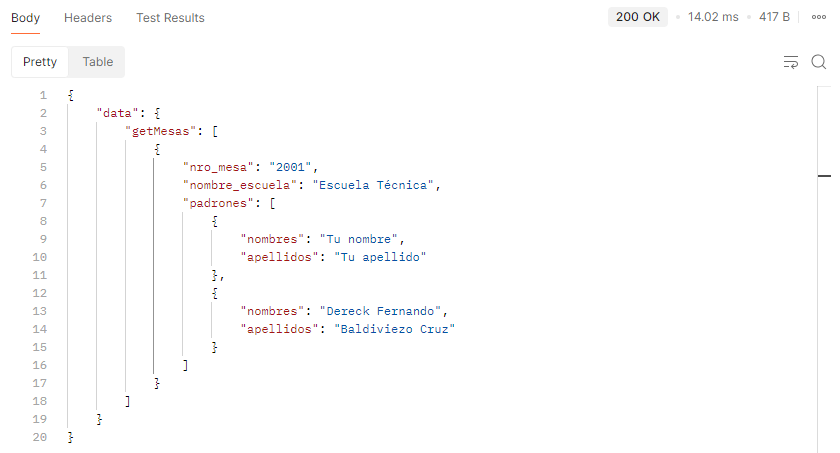 Body Headers Test Results 200 OK 14.02 ms 417 B
Pretty Table
1 {
2 "data": {
3 "getMesas": [
4 {
5 "nro_mesa": "2001",
6 "nombre_escuela": "Escuela Técnica",
7 "padrones": [
8 {
9 "nombres": "Tu nombre",
10 "apellidos": "Tu apellido"
11 },
12 {
13 "nombres": "Dereck Fernando",
14 "apellidos": "Baldiviezo Cruz"
15 }
16 ]
17 }
18 ]
19 }
20 }